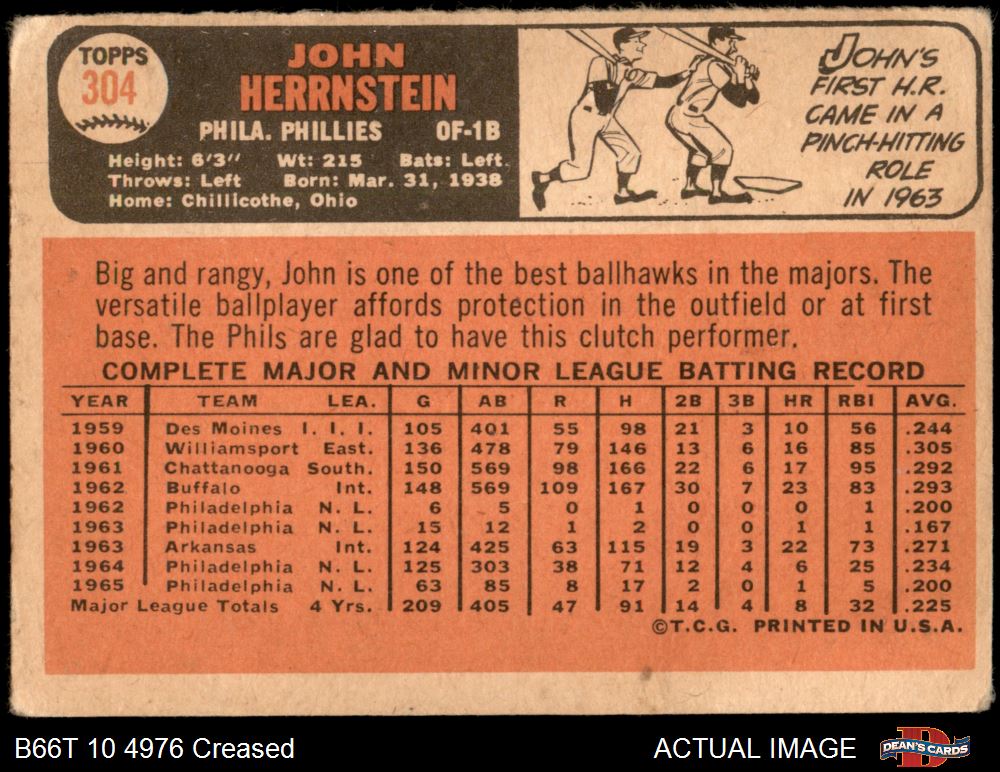 TOPPS
304
JOHN
HERRNSTEIN
PHILA. PHILLIES OF-1B
Height: 6'3" Wt: 215 Bats: Left
Throws: Left Born: Mar. 31, 1938
Home: Chillicothe, Ohio
JOHN'S
FIRST H.R.
CAME IN A
PINCH-HITTING
ROLE
IN 1963
Big and rangy, John is one of the best ballhawks in the majors. The
versatile ballplayer affords protection in the outfield or at first
base. The Phils are glad to have this clutch performer.
COMPLETE MAJOR AND MINOR LEAGUE BATTING RECORD
YEAR TEAM LEA. G AB R H 2B 3B HR RBI AVG.
1959 Des Moines I. I. I. 105 401 55 98 21 3 10 56 .244
1960 Williamsport East. 136 478 79 146 13 6 16 85 .305
1961 Chattanooga South. 150 569 98 166 22 6 17 95 .292
1962 Buffalo Int. 148 569 109 167 30 7 23 83 .293
1962 Philadelphia N. L. 6 5 0 1 0 0 0 1 .200
1963 Philadelphia N. L. 15 12 1 2 0 0 1 1 .167
1963 Arkansas Int. 124 425 63 115 19 3 22 73 .271
1964 Philadelphia N. L. 125 303 38 71 12 4 6 25 .234
1965 Philadelphia N. L. 63 85 8 17 2 0 1 5 .200
Major League Totals 4 Yrs. 209 405 47 91 14 4 8 32 .225
©T.C.G. PRINTED IN U.S.A.
B66T 10 4976 Creased
ACTUAL IMAGE
DEAN'S CARDS